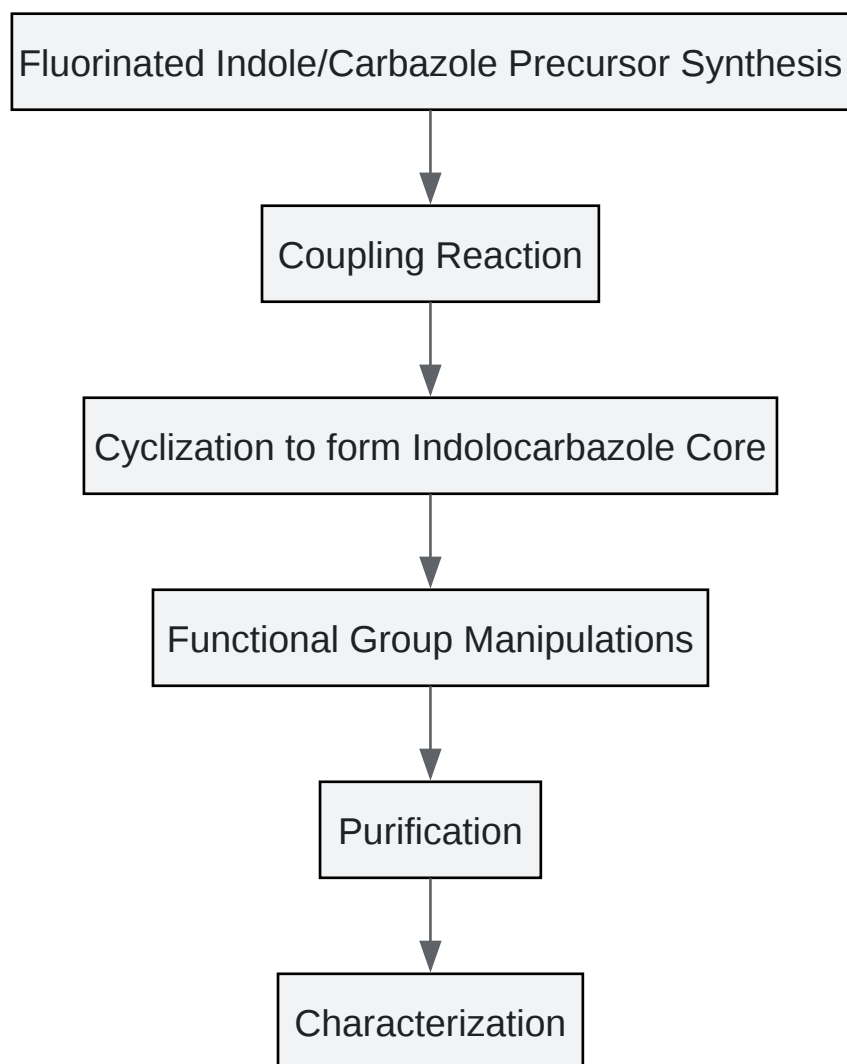 Fluorinated Indole/Carbazole Precursor Synthesis
Coupling Reaction
Cyclization to form Indolocarbazole Core
Functional Group Manipulations
Purification
Characterization